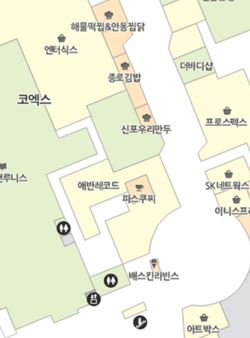 해물떡찜&안동찜닭
엔터식스
종로김밥
더바디샵
코엑스
신포우리만두
프로스펙스
애반레코드
SK네트웍스
파스쿠찌
이니스프
배스킨라빈스
아트박스